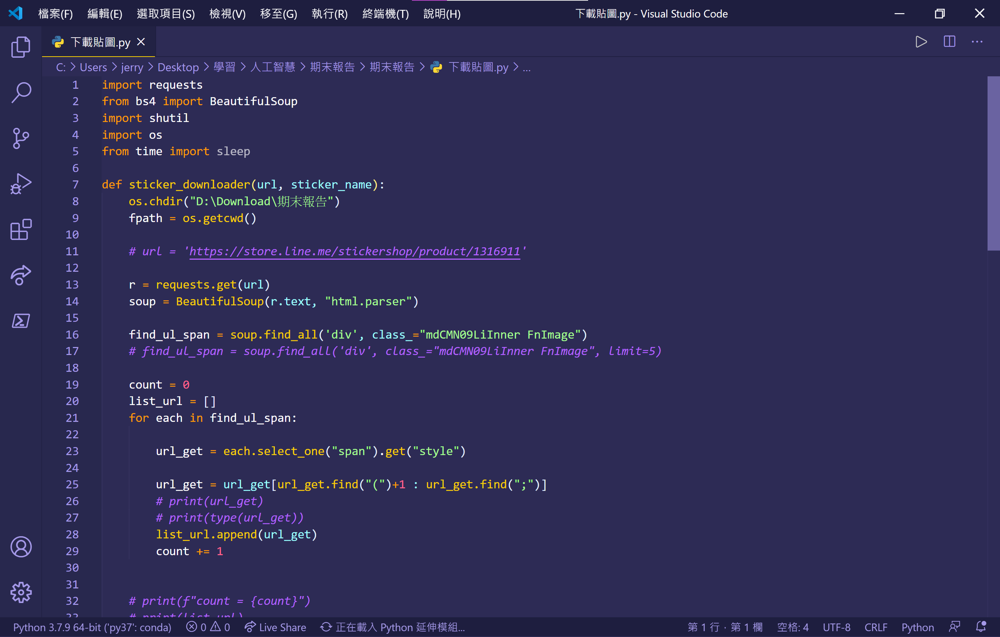 檔案(F) 編輯(E) 選取項目(S) 檢視(V) 移至(G) 執行(R) 終端機(T) 說明(H) 下載貼圖.py - Visual Studio Code
下載貼圖.py
C: > Users > jerry > Desktop > 學習 > 人工智慧 > 期末報告 > 期末報告 > 下載貼圖.py > ...
1 import requests
2 from bs4 import BeautifulSoup
3 import shutil
4 import os
5 from time import sleep
6
7 def sticker_downloader(url, sticker_name):
8     os.chdir("D:\Download\期末報告")
9     fpath = os.getcwd()
10
11     # url = 'https://store.line.me/stickershop/product/1316911'
12
13     r = requests.get(url)
14     soup = BeautifulSoup(r.text, "html.parser")
15
16     find_ul_span = soup.find_all('div', class_="mdCMN09LiInner FnImage")
17     # find_ul_span = soup.find_all('div', class_="mdCMN09LiInner FnImage", limit=5)
18
19     count = 0
20     list_url = []
21     for each in find_ul_span:
22
23         url_get = each.select_one("span").get("style")
24
25         url_get = url_get[url_get.find("(")+1 : url_get.find(";")]
26         # print(url_get)
27         # print(type(url_get))
28         list_url.append(url_get)
29         count += 1
30
31
32     # print(f"count = {count}")
33     # print(list_url)
Python 3.7.9 64-bit ('py37': conda) 0 0 Live Share 正在載入 Python 延伸模組... 第 1 行，第 1 欄 空格: 4 UTF-8 CRLF Python